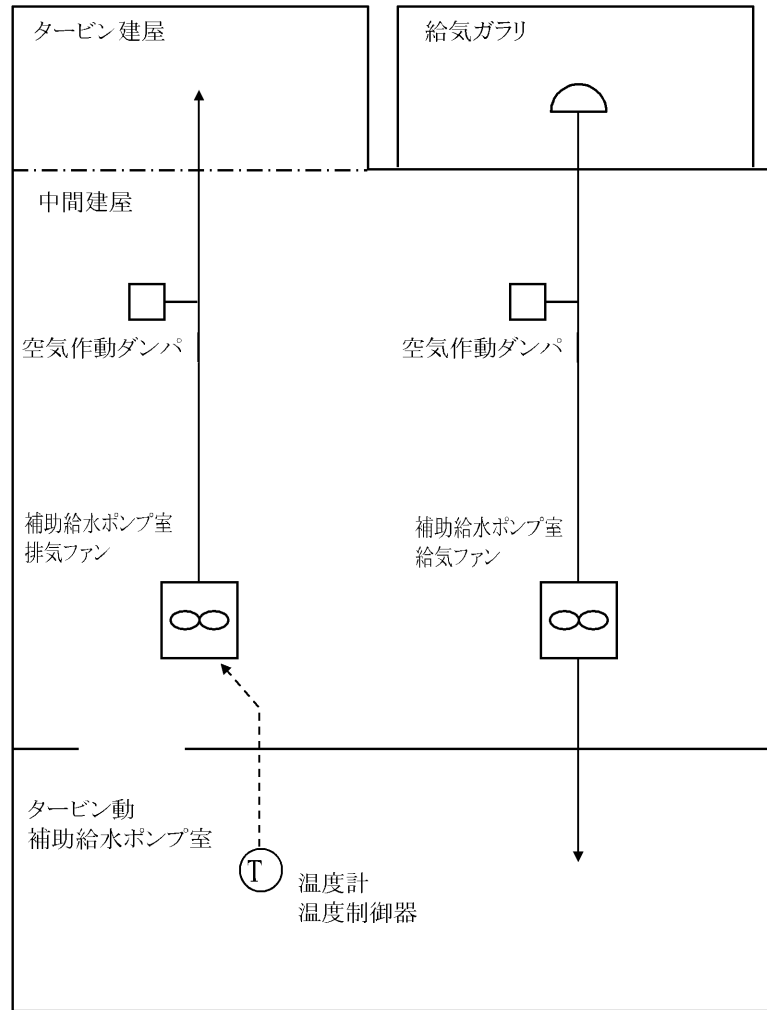 タービン建屋
給気ガラリ
中間建屋
空気作動ダンパ
空気作動ダンパ
補助給水ポンプ室
排気ファン
補助給水ポンプ室
給気ファン
タービン動
補助給水ポンプ室
T
温度計
温度制御器